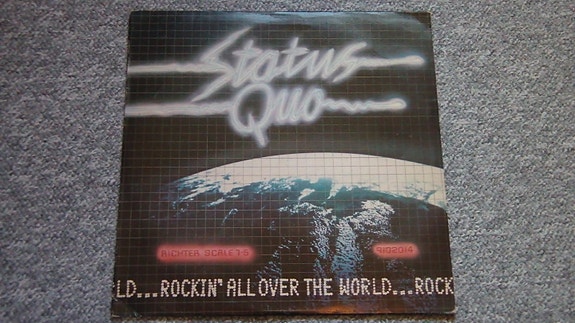 Status
Quo
RICHTER SCALE 7·5
9102014
LD...ROCKIN' ALL OVER THE WORLD...ROCK